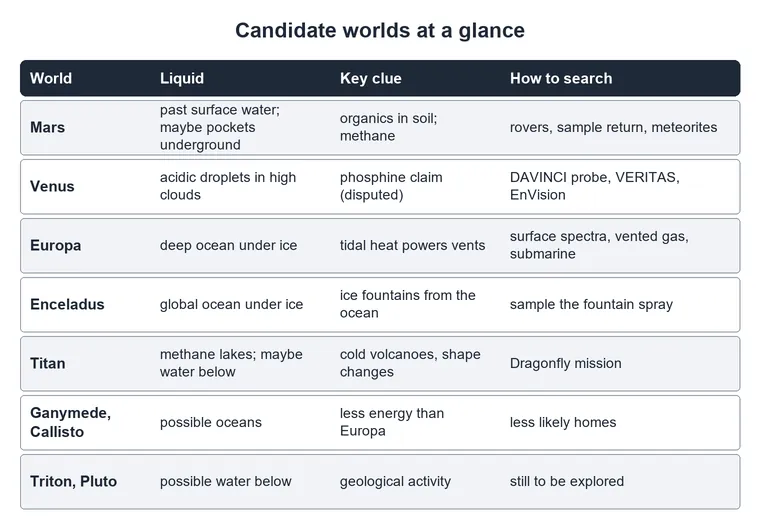 Candidate worlds at a glance
World Liquid Key clue How to search
Mars
past surface water;
maybe pockets
underground
organics in soil;
methane
rovers, sample return, meteorites
Venus
acidic droplets in high
clouds
phosphine claim
(disputed)
DAVINCI probe, VERITAS,
EnVision
Europa
deep ocean under ice
tidal heat powers vents
surface spectra, vented gas,
submarine
Enceladus
global ocean under ice
ice fountains from the
ocean
sample the fountain spray
Titan
methane lakes; maybe
water below
cold volcanoes, shape
changes
Dragonfly mission
Ganymede,
Callisto
possible oceans
less energy than
Europa
less likely homes
Triton, Pluto
possible water below
geological activity
still to be explored